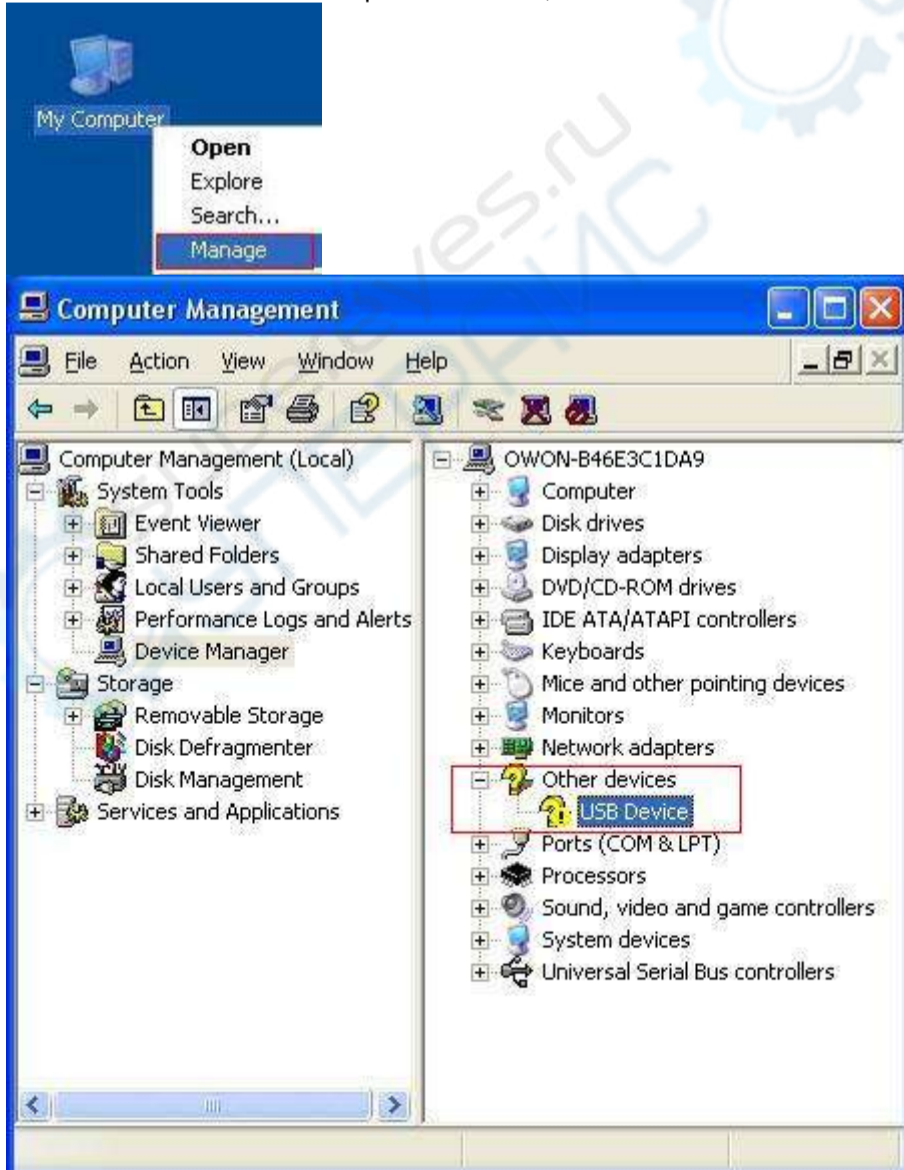 My Computer
Open
Explore
Search...
Manage
Computer Management
File Action View Window Help
Computer Management (Local)
System Tools
Event Viewer
Shared Folders
Local Users and Groups
Performance Logs and Alerts
Device Manager
Storage
Removable Storage
Disk Defragmenter
Disk Management
Services and Applications
OWON-B46E3C1DA9
Computer
Disk drives
Display adapters
DVD/CD-ROM drives
IDE ATA/ATAPI controllers
Keyboards
Mice and other pointing devices
Monitors
Network adapters
Other devices
USB Device
Ports (COM & LPT)
Processors
Sound, video and game controllers
System devices
Universal Serial Bus controllers